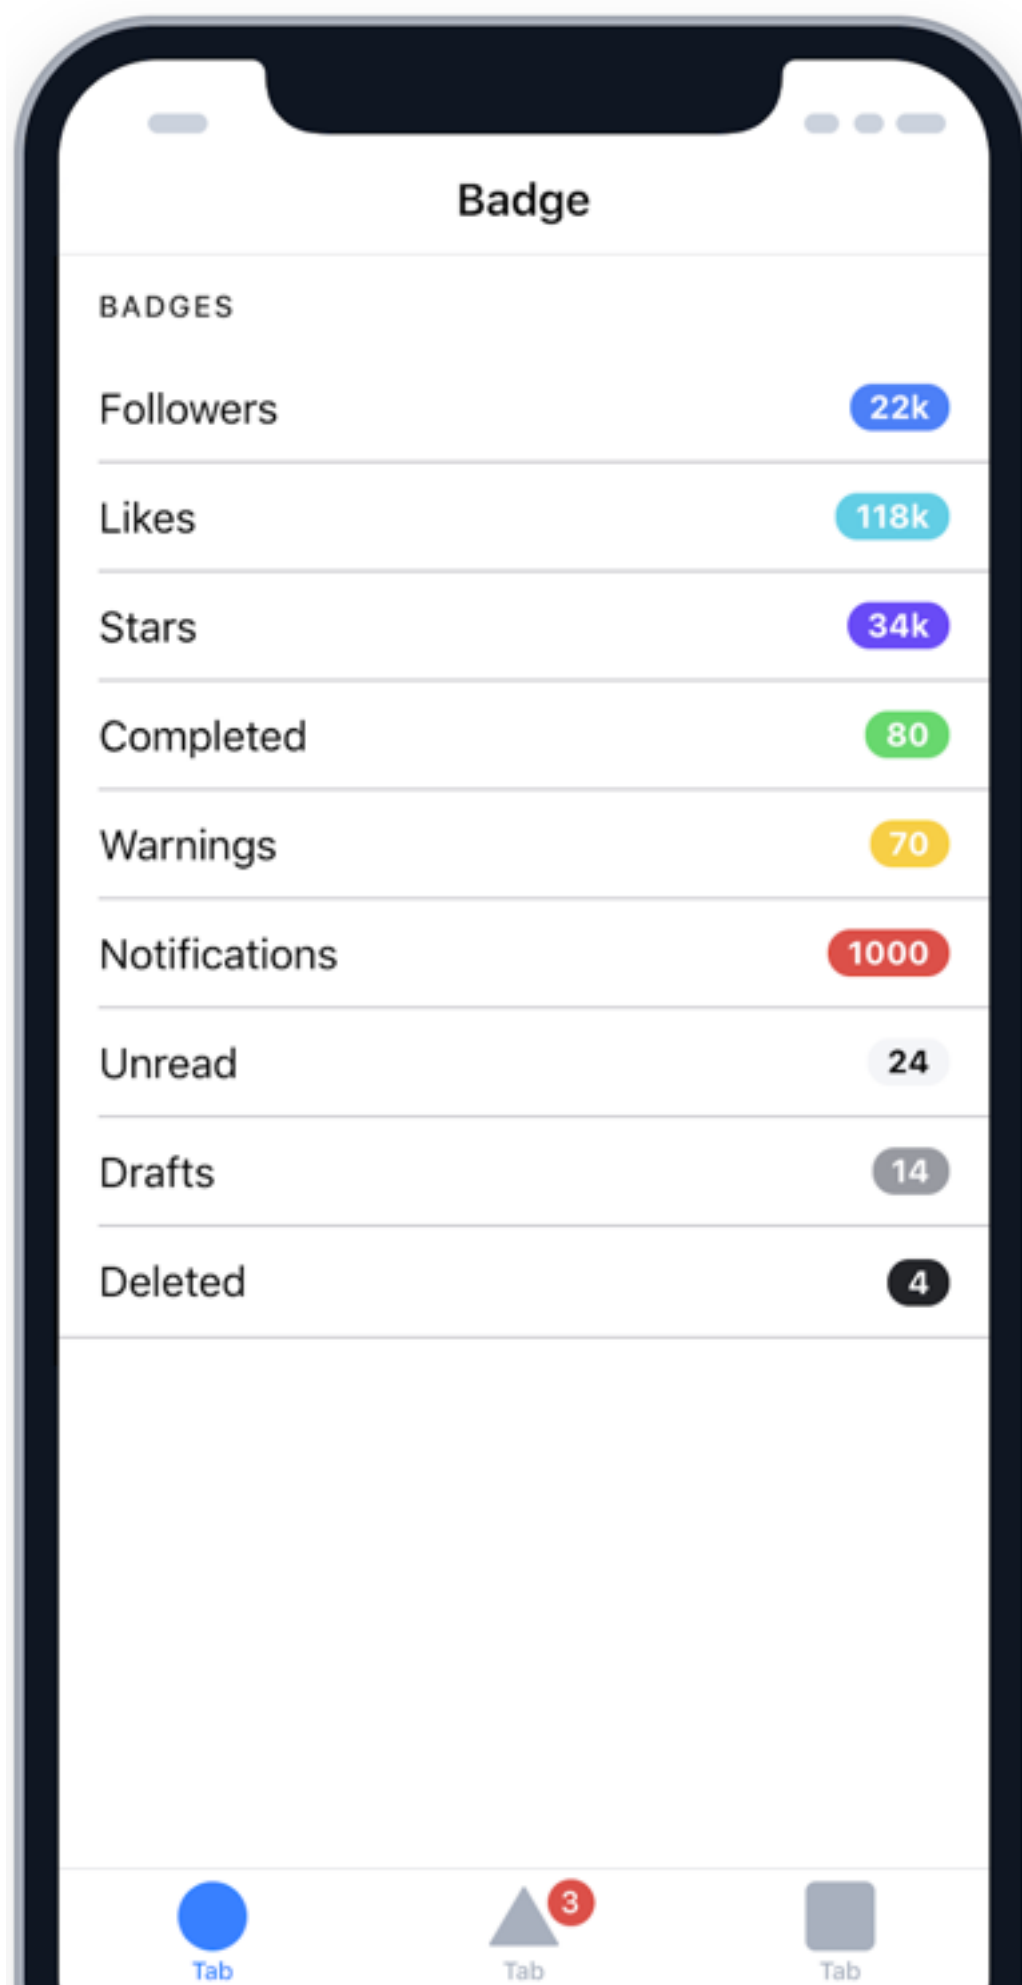 Badge
BADGES
Followers 22k
Likes 118k
Stars 34k
Completed 80
Warnings 70
Notifications 1000
Unread 24
Drafts 14
Deleted 4
3
Tab Tab Tab